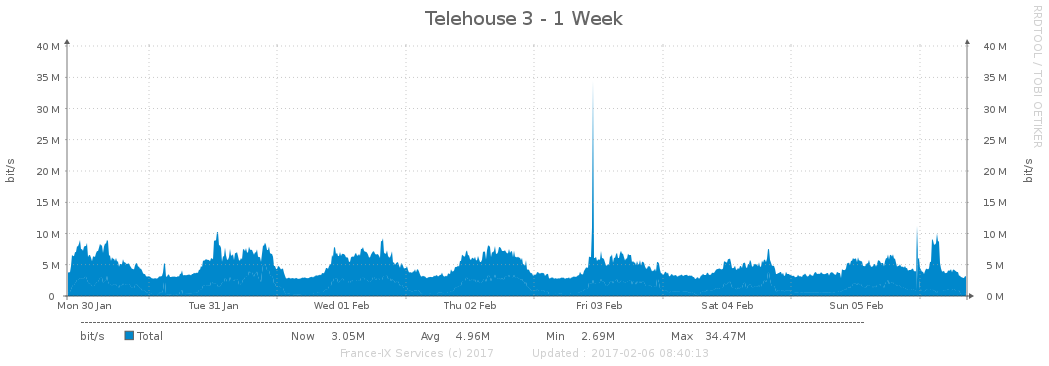 Telehouse 3 - 1 Week
RRDTOOL / TOBI OETIKER
40 M 40 M
35 M 35 M
30 M 30 M
25 M 25 M
20 M 20 M
15 M 15 M
10 M 10 M
5 M 5 M
0 0 M
bit/s bit/s
Mon 30 Jan Tue 31 Jan Wed 01 Feb Thu 02 Feb Fri 03 Feb Sat 04 Feb Sun 05 Feb
bit/s Total Now 3.05M Avg 4.96M Min 2.69M Max 34.47M
France-IX Services (c) 2017 Updated : 2017-02-06 08:40:13